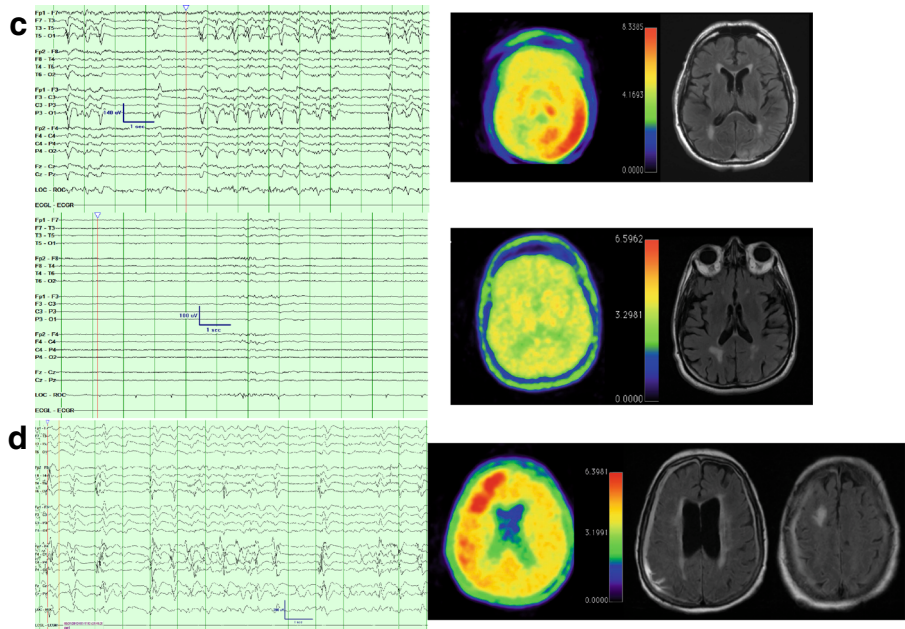 c
Fp1 - F7
F7 - T3
T3 - T5
T5 - O1
Fp2 - F8
F8 - T4
T4 - T6
T6 - O2
Fp1 - F3
F3 - C3
C3 - P3
P3 - O1
Fp2 - F4
F4 - C4
C4 - P4
P4 - O2
Fz - Cz
Cz - Pz
LOC - ROC
ECGL - ECGR
140 uV
1 sec
6.3385
4.1693
0.0000
Fp1 - F7
F7 - T3
T3 - T5
T5 - O1
Fp2 - F8
F8 - T4
T4 - T6
T6 - O2
Fp1 - F3
F3 - C3
C3 - P3
P3 - O1
Fp2 - F4
F4 - C4
C4 - P4
P4 - O2
Fz - Cz
Cz - Pz
LOC - ROC
ECGL - ECGR
100 uV
1 sec
6.5962
3.2981
0.0000
d
6.3981
3.1991
0.0000